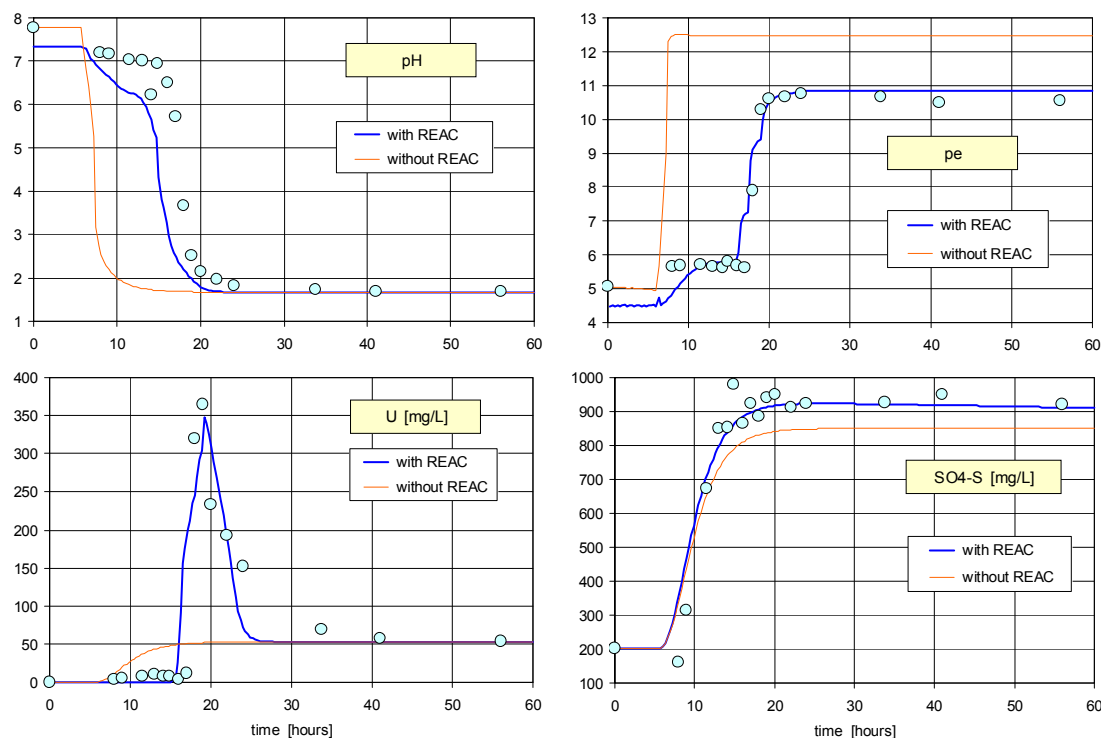 8
7
6
5
4
3
2
1
0 10 20 30 40 50 60
pH
with REAC
without REAC
13
12
11
10
9
8
7
6
5
4
0 10 20 30 40 50 60
pe
with REAC
without REAC
400
350
300
250
200
150
100
50
0
0 10 20 30 40 50 60
U [mg/L]
with REAC
without REAC
time [hours]
1000
900
800
700
600
500
400
300
200
100
0 10 20 30 40 50 60
SO4-S [mg/L]
with REAC
without REAC
time [hours]